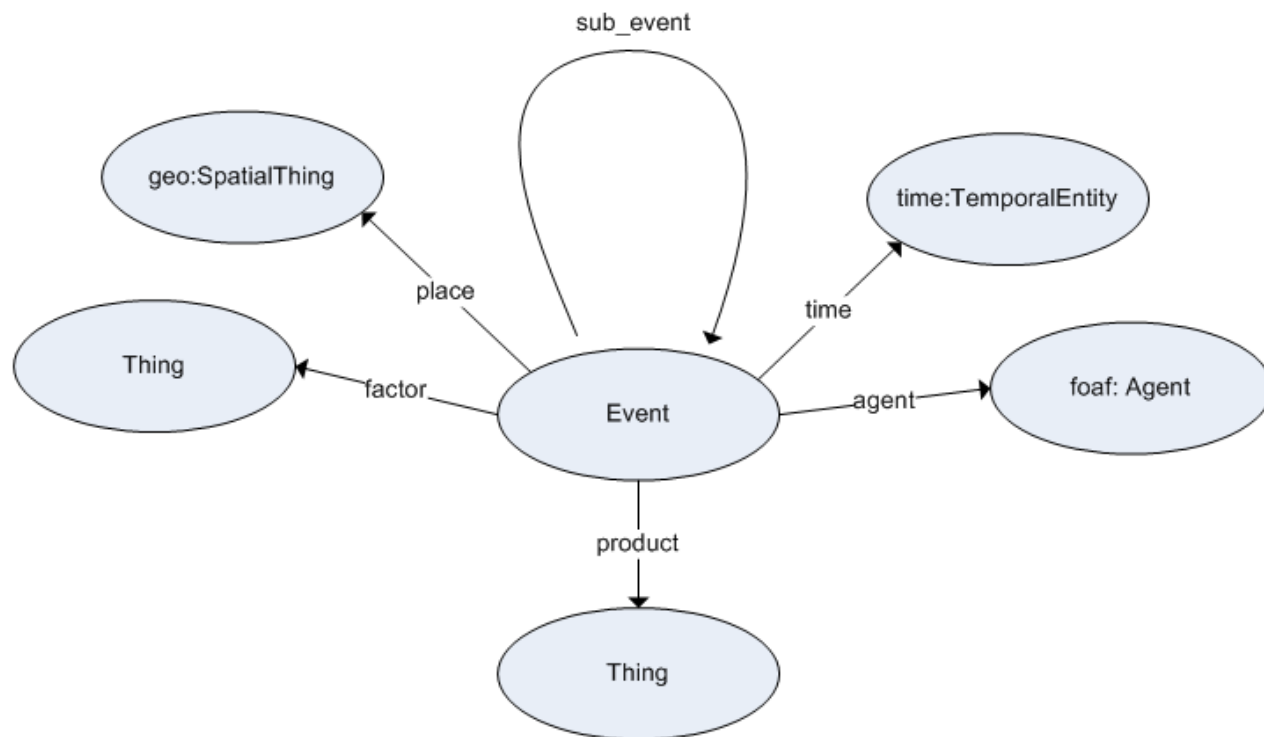 sub_event
geo:SpatialThing
time:TemporalEntity
place
time
Thing
factor
agent
foaf: Agent
Event
product
Thing